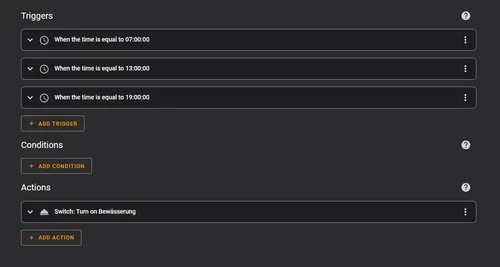 Triggers
When the time is equal to 07:00:00
When the time is equal to 13:00:00
When the time is equal to 19:00:00
+ ADD TRIGGER
Conditions
+ ADD CONDITION
Actions
Switch: Turn on Bewässerung
+ ADD ACTION